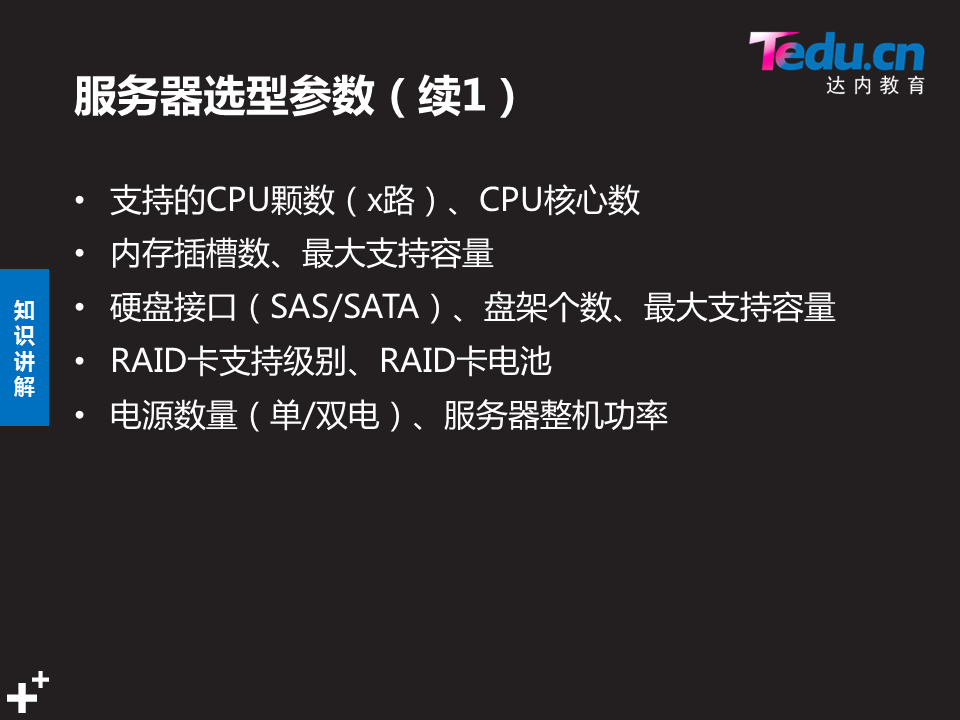 Tedu.cn
达内教育
服务器选型参数（续1）
• 支持的CPU颗数（x路）、CPU核心数
• 内存插槽数、最大支持容量
• 硬盘接口（SAS/SATA）、盘架个数、最大支持容量
• RAID卡支持级别、RAID卡电池
• 电源数量（单/双电）、服务器整机功率
知
识
讲
解